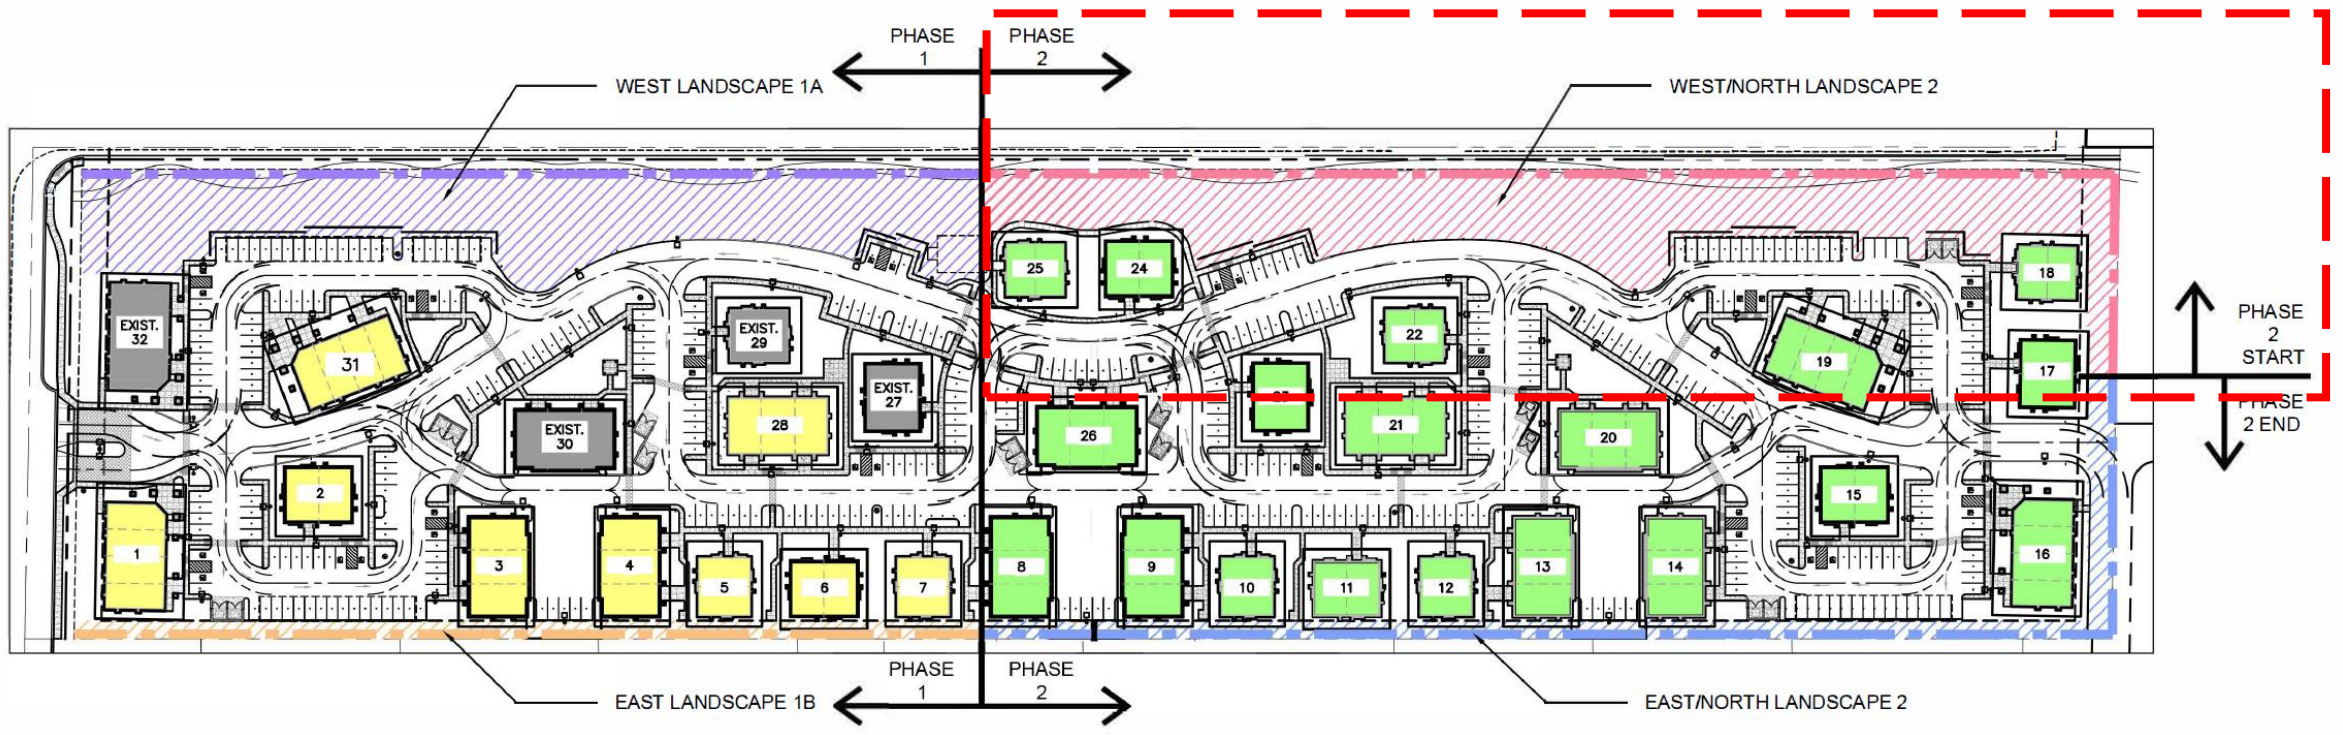 PHASE
1
PHASE
2
WEST LANDSCAPE 1A
WEST/NORTH LANDSCAPE 2
25
24
18
EXIST.
32
31
EXIST.
29
22
19
17
PHASE
2
START
EXIST.
27
PHASE
2 END
EXIST.
30
28
26
21
20
2
15
1
3
4
5
6
7
8
9
10
11
12
13
14
16
PHASE
1
PHASE
2
EAST LANDSCAPE 1B
EAST/NORTH LANDSCAPE 2